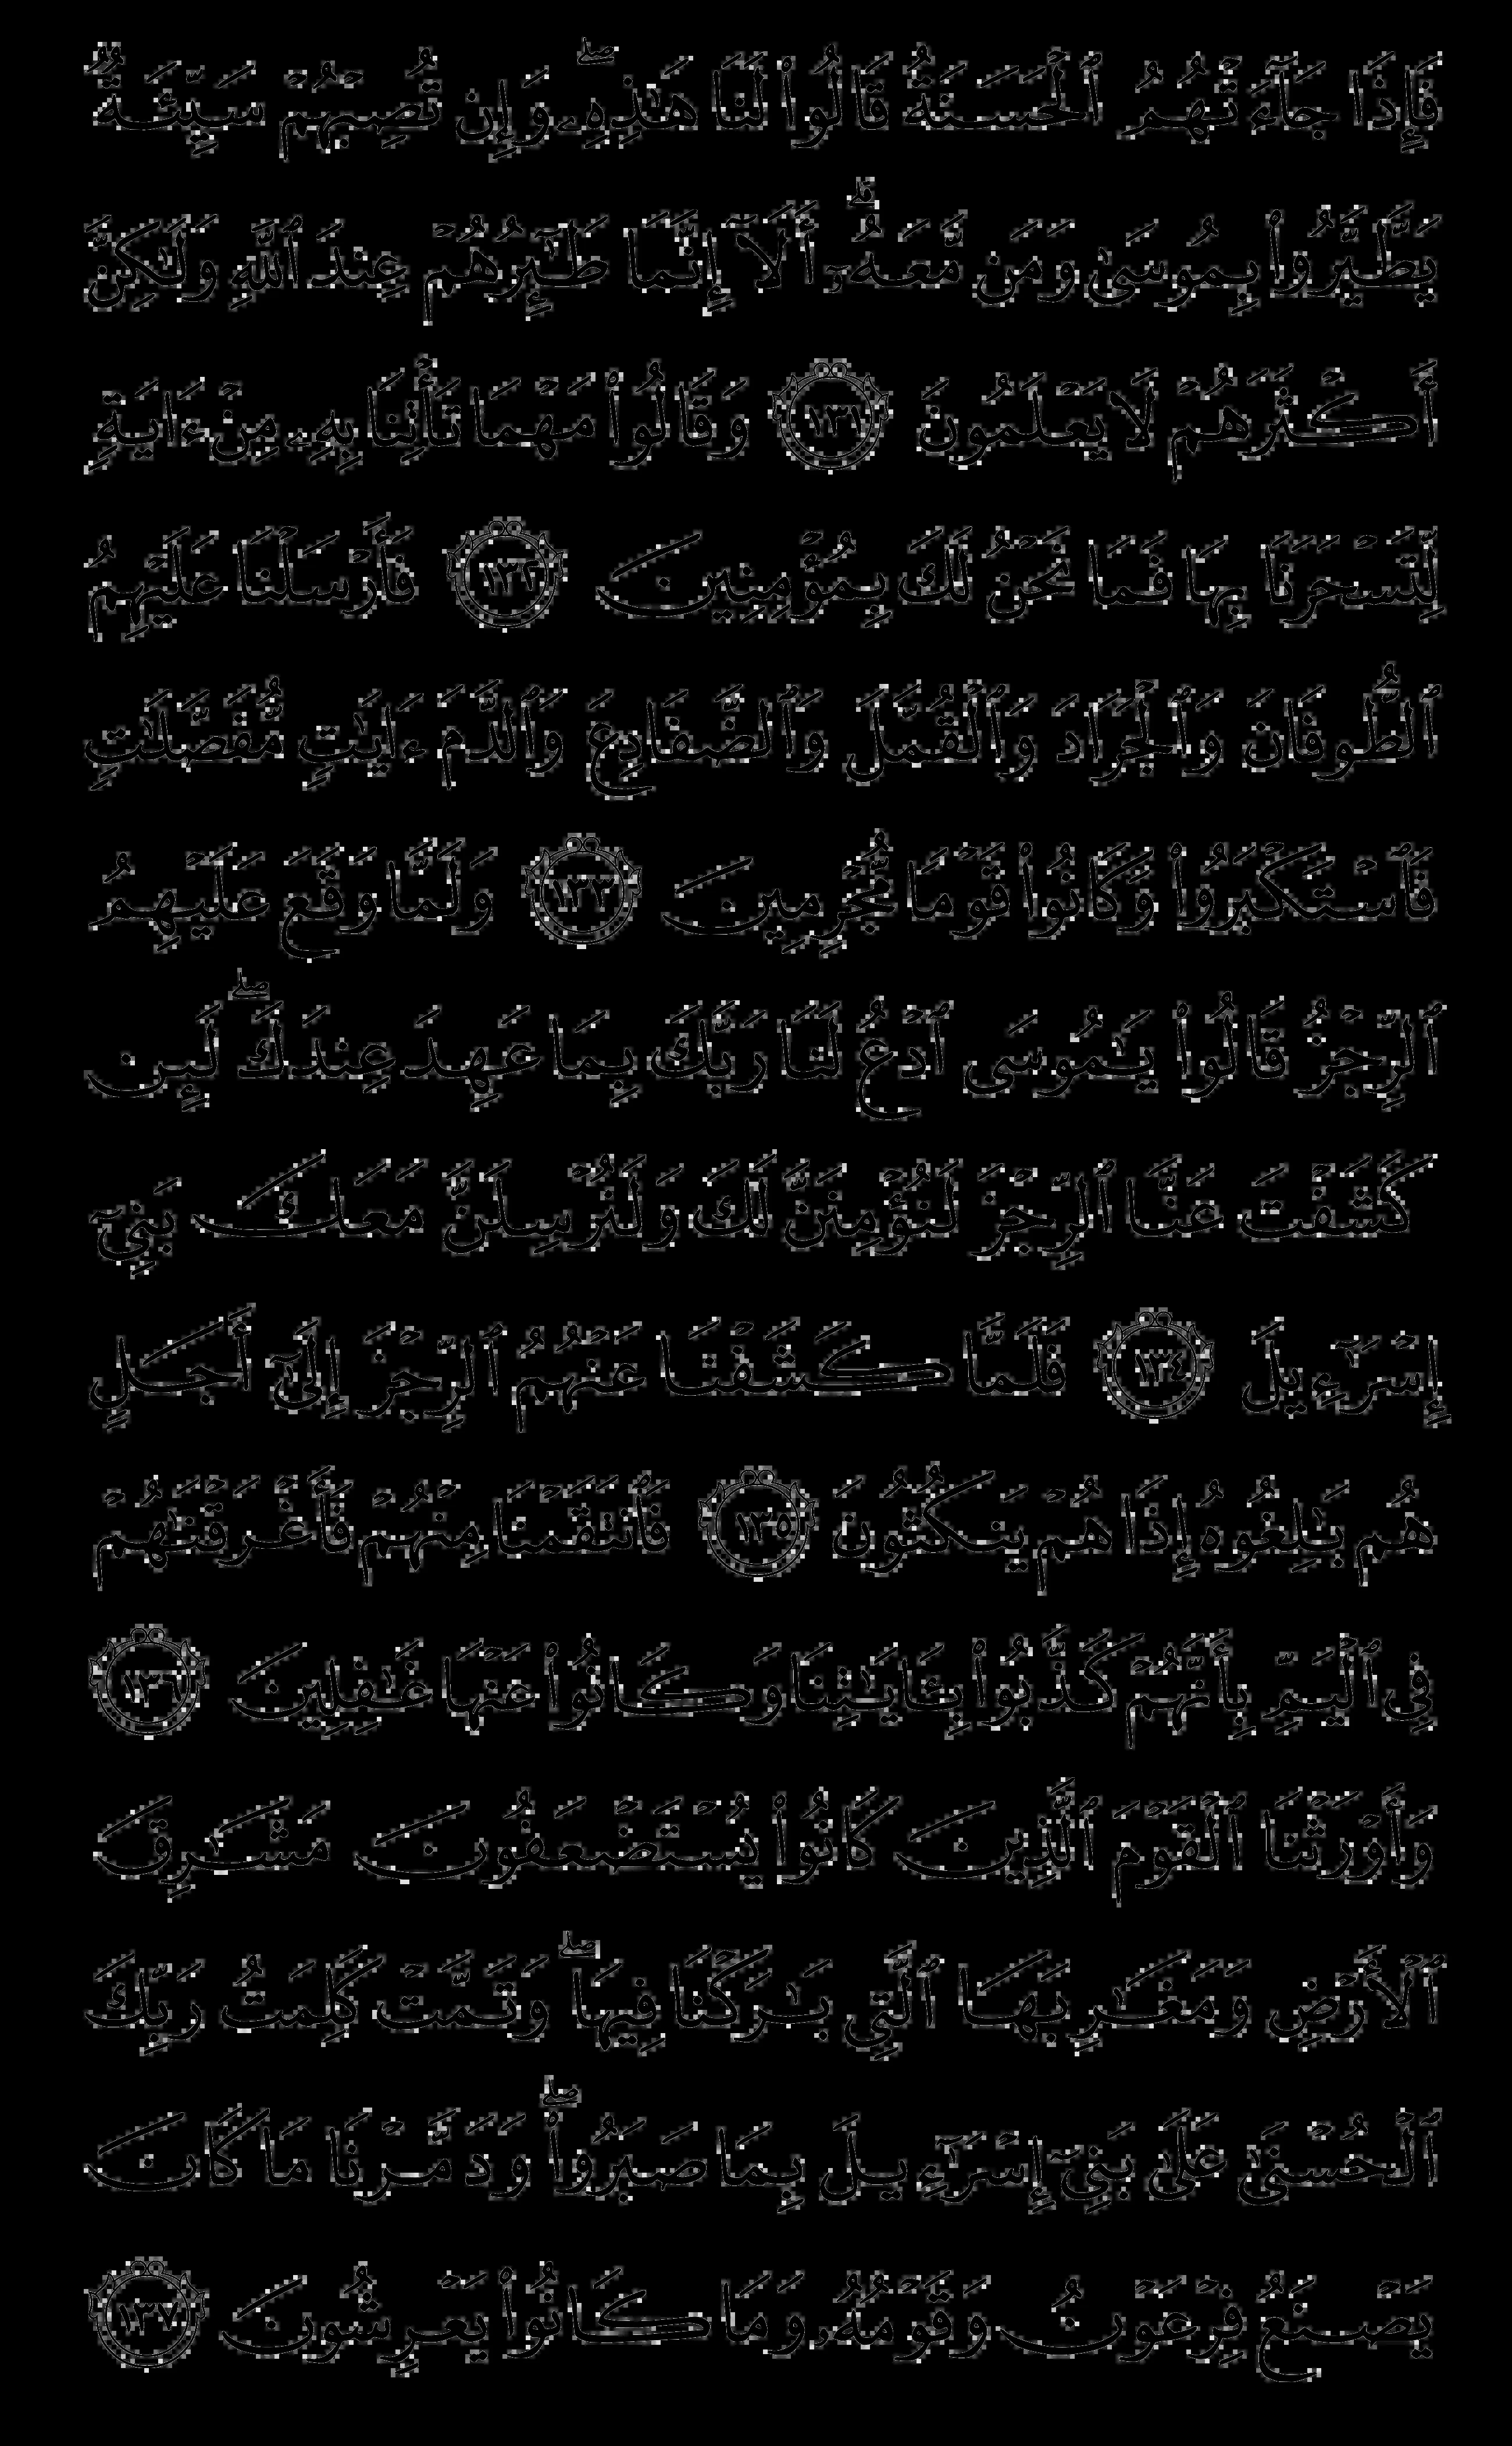 فَإِذَا جَآءَتْهُمُ ٱلْحَسَنَةُ قَالُوا۟ لَنَا هَـٰذِهِۦ ۖ وَإِن تُصِبْهُمْ سَيِّئَةٌ
يَطَّيَّرُوا۟ بِمُوسَىٰ وَمَن مَّعَهُۥٓ ۗ أَلَآ إِنَّمَا طَـٰٓئِرُهُمْ عِندَ ٱللَّهِ وَلَـٰكِنَّ
أَكْثَرَهُمْ لَا يَعْلَمُونَ ١٣١ وَقَالُوا۟ مَهْمَا تَأْتِنَا بِهِۦ مِنْ ءَايَةٍ
لِّتَسْحَرَنَا بِهَا فَمَا نَحْنُ لَكَ بِمُؤْمِنِينَ ١٣٢ فَأَرْسَلْنَا عَلَيْهِمُ
ٱلطُّوفَانَ وَٱلْجَرَادَ وَٱلْقُمَّلَ وَٱلضَّفَادِعَ وَٱلدَّمَ ءَايَـٰتٍ مُّفَصَّلَـٰتٍ
فَٱسْتَكْبَرُوا۟ وَكَانُوا۟ قَوْمًا مُّجْرِمِينَ ١٣٣ وَلَمَّا وَقَعَ عَلَيْهِمُ
ٱلرِّجْزُ قَالُوا۟ يَـٰمُوسَى ٱدْعُ لَنَا رَبَّكَ بِمَا عَهِدَ عِندَكَ ۖ لَئِن
كَشَفْتَ عَنَّا ٱلرِّجْزَ لَنُؤْمِنَنَّ لَكَ وَلَنُرْسِلَنَّ مَعَكَ بَنِىٓ
إِسْرَٰٓءِيلَ ١٣٤ فَلَمَّا كَشَفْنَا عَنْهُمُ ٱلرِّجْزَ إِلَىٰٓ أَجَلٍ
هُم بَـٰلِغُوهُ إِذَا هُمْ يَنكُثُونَ ١٣٥ فَٱنتَقَمْنَا مِنْهُمْ فَأَغْرَقْنَـٰهُمْ
فِى ٱلْيَمِّ بِأَنَّهُمْ كَذَّبُوا۟ بِـَٔايَـٰتِنَا وَكَانُوا۟ عَنْهَا غَـٰفِلِينَ ١٣٦
وَأَوْرَثْنَا ٱلْقَوْمَ ٱلَّذِينَ كَانُوا۟ يُسْتَضْعَفُونَ مَشَـٰرِقَ
ٱلْأَرْضِ وَمَغَـٰرِبَهَا ٱلَّتِى بَـٰرَكْنَا فِيهَا ۖ وَتَمَّتْ كَلِمَتُ رَبِّكَ
ٱلْحُسْنَىٰ عَلَىٰ بَنِىٓ إِسْرَٰٓءِيلَ بِمَا صَبَرُوا۟ ۖ وَدَمَّرْنَا مَا كَانَ
يَصْنَعُ فِرْعَوْنُ وَقَوْمُهُۥ وَمَا كَانُوا۟ يَعْرِشُونَ ١٣٧